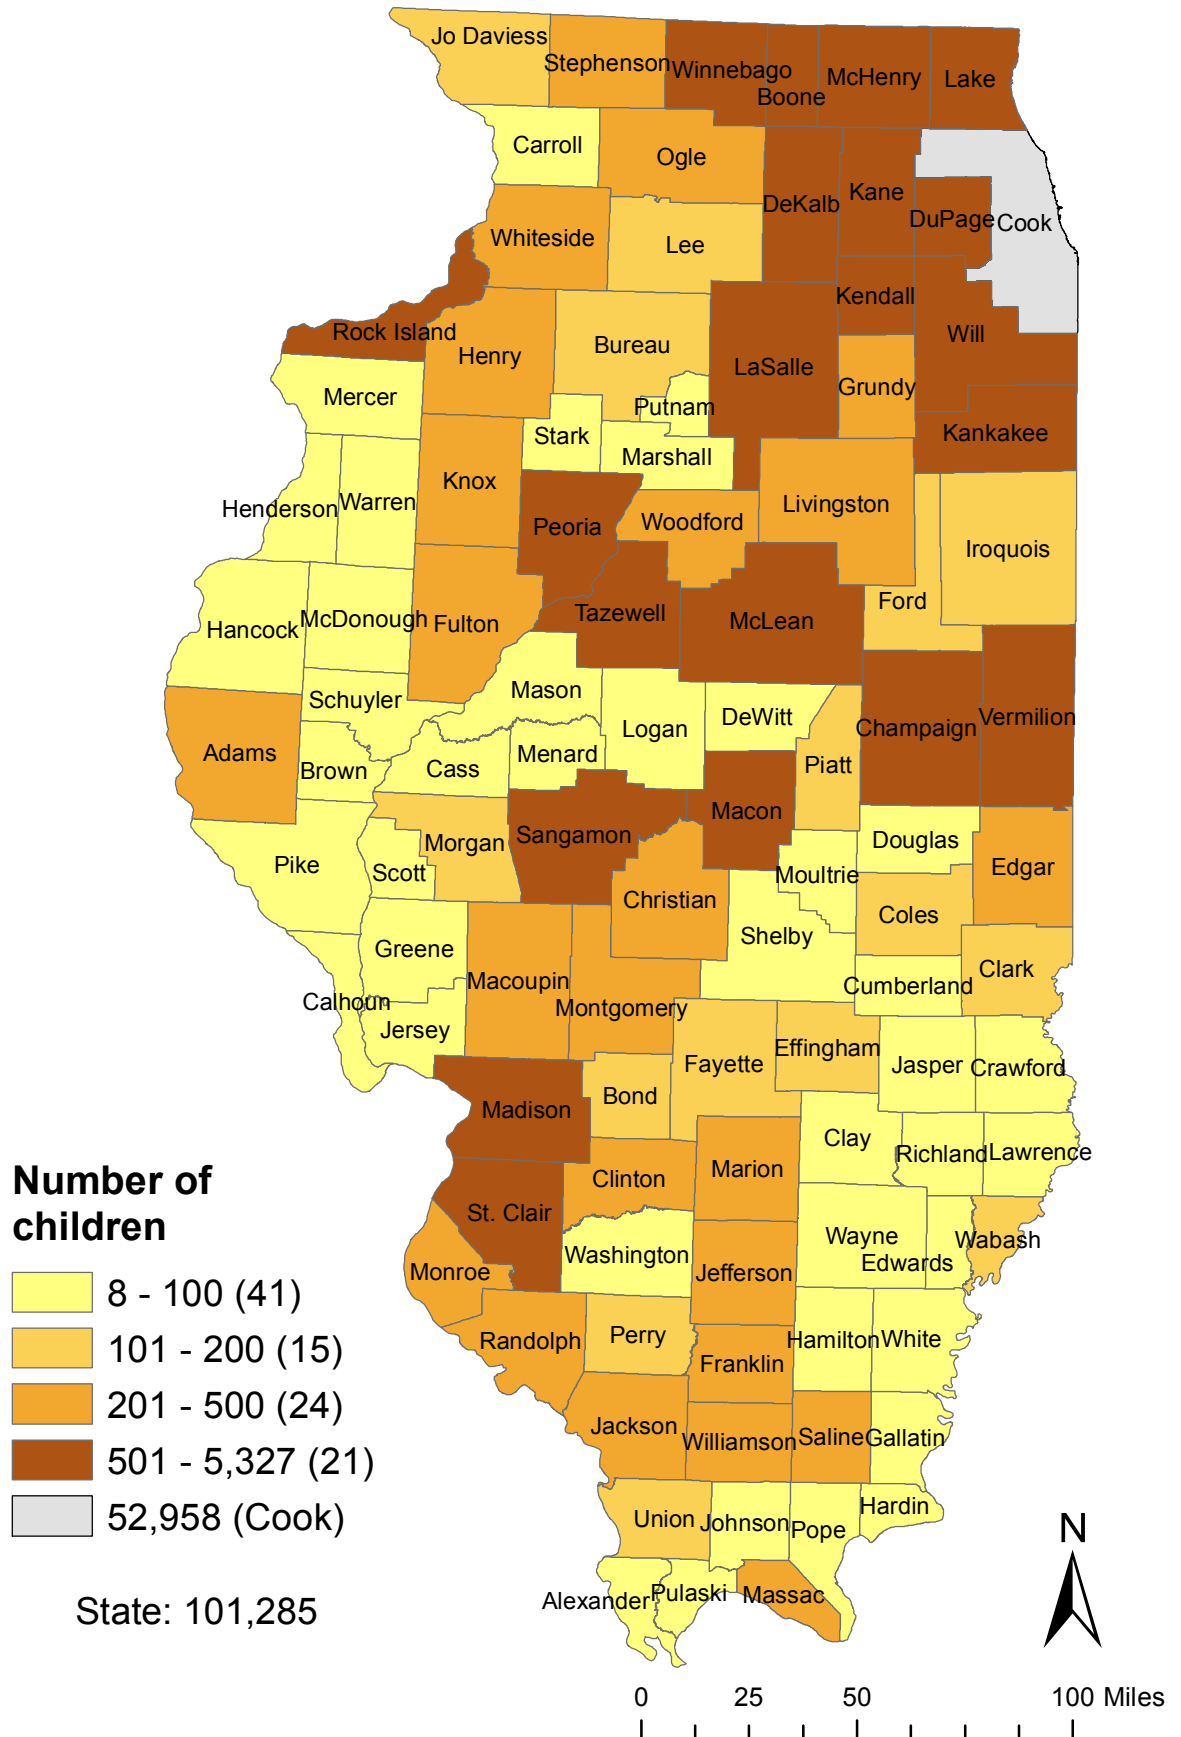 Jo Daviess
Stephenson
Winnebago
Boone
McHenry
Lake
Carroll
Ogle
DeKalb
Kane
DuPage
Cook
Whiteside
Lee
Kendall
Will
Rock Island
Henry
Bureau
LaSalle
Grundy
Mercer
Putnam
Stark
Marshall
Kankakee
Knox
Henderson
Warren
Peoria
Woodford
Livingston
Iroquois
Hancock
McDonough
Fulton
Tazewell
McLean
Ford
Schuyler
Mason
Logan
DeWitt
Champaign
Vermilion
Adams
Brown
Cass
Menard
Piatt
Macon
Sangamon
Morgan
Pike
Scott
Christian
Moultrie
Douglas
Edgar
Shelby
Coles
Greene
Macoupin
Montgomery
Cumberland
Clark
Calhoun
Jersey
Fayette
Effingham
Jasper
Crawford
Madison
Bond
Clay
Richland
Lawrence
Clinton
Marion
St. Clair
Washington
Wayne
Edwards
Wabash
Monroe
Jefferson
Randolph
Perry
Franklin
Hamilton
White
Jackson
Williamson
Saline
Gallatin
Union
Johnson
Pope
Hardin
Alexander
Pulaski
Massac
Number of
children
8 - 100 (41)
101 - 200 (15)
201 - 500 (24)
501 - 5,327 (21)
52,958 (Cook)
State: 101,285
N
0 25 50 100 Miles